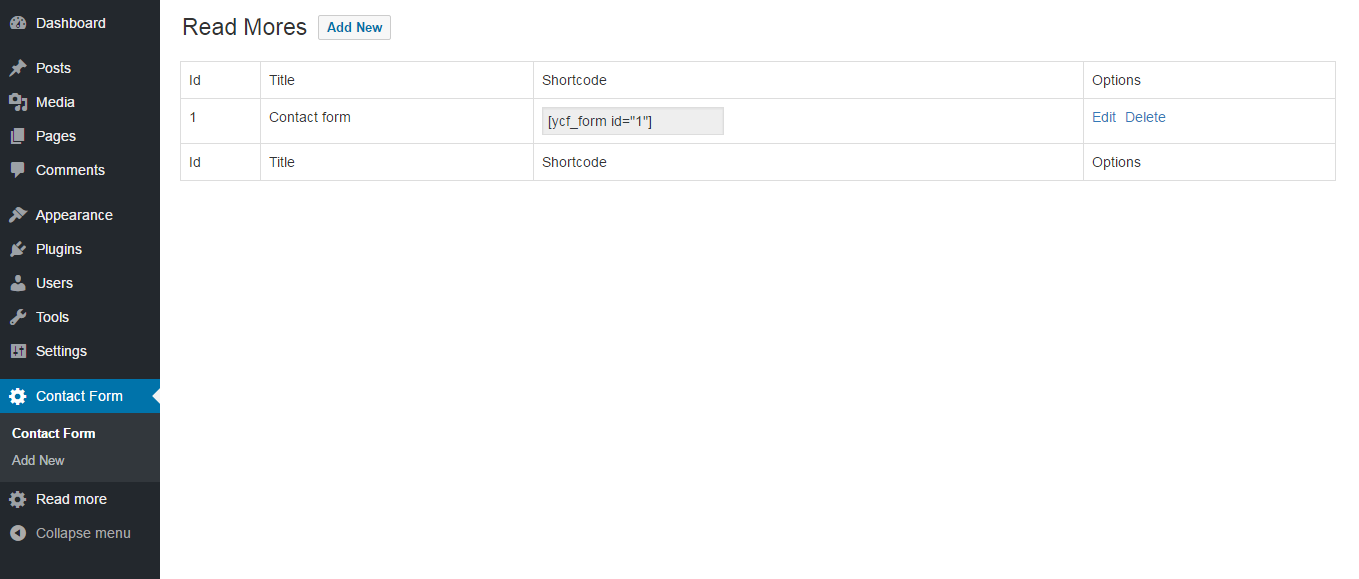 Dashboard
Posts
Media
Pages
Comments
Appearance
Plugins
Users
Tools
Settings
Contact Form
Contact Form
Add New
Read more
Collapse menu
Read Mores Add New
Id Title Shortcode Options
1 Contact form [ycf_form id="1"] Edit Delete
Id Title Shortcode Options